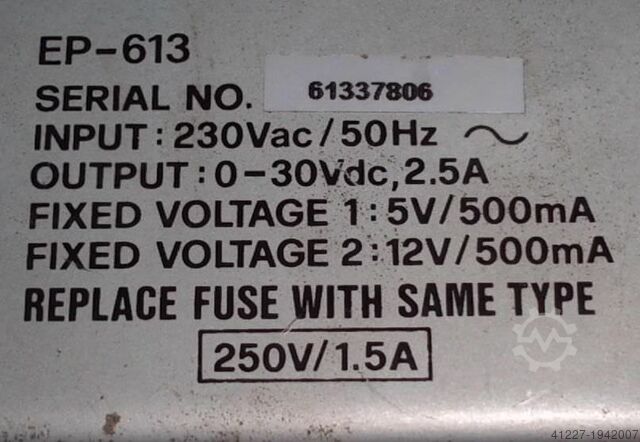 EP-613
SERIAL NO. 61337806
INPUT : 230Vac / 50Hz ~
OUTPUT : 0-30Vdc, 2.5A
FIXED VOLTAGE 1 : 5V/500mA
FIXED VOLTAGE 2 : 12V/500mA
REPLACE FUSE WITH SAME TYPE
250V/1.5A
41227-1942007